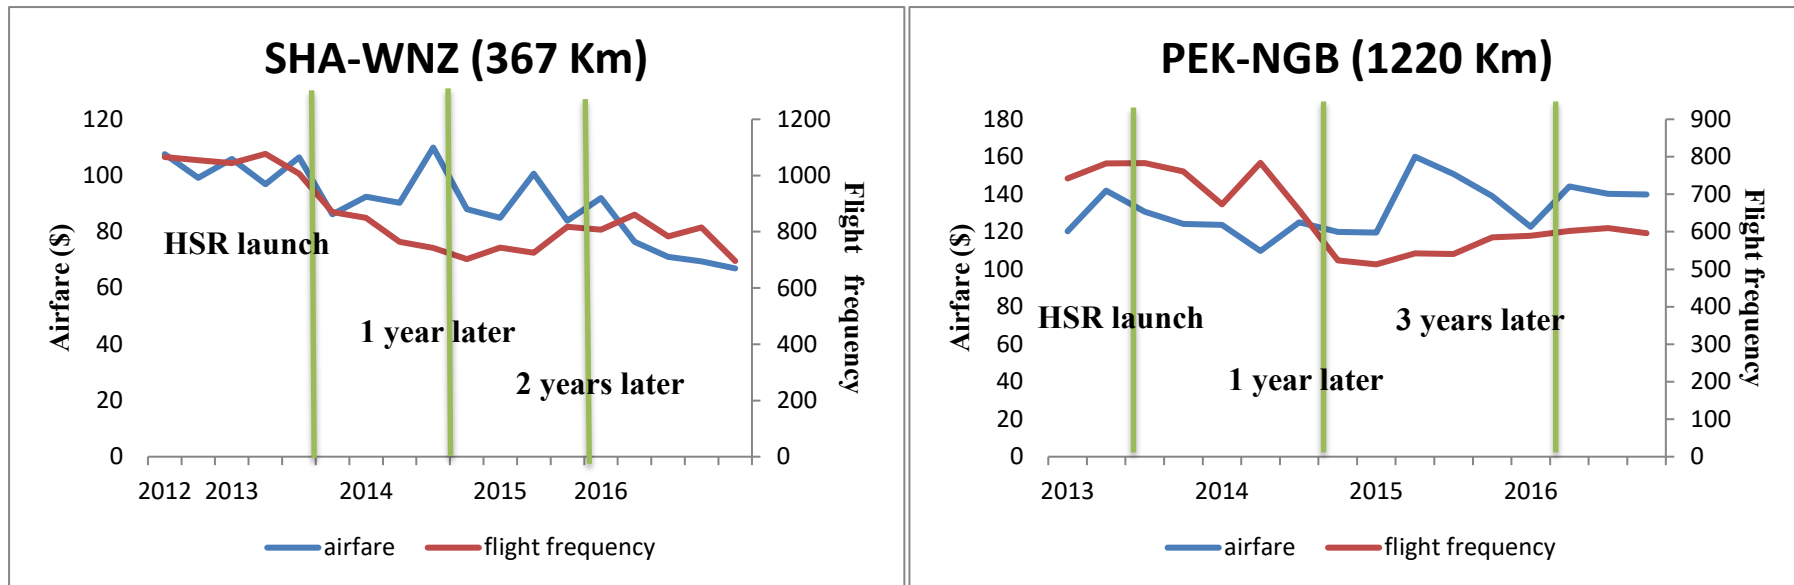 SHA-WNZ (367 Km)
120
100
80
60
40
20
0
Airfare ($)
1200
1000
800
600
400
200
0
Flight frequency
HSR launch
1 year later
2 years later
2012 2013 2014 2015 2016
airfare flight frequency
PEK-NGB (1220 Km)
180
160
140
120
100
80
60
40
20
0
Airfare ($)
900
800
700
600
500
400
300
200
100
0
Flight frequency
HSR launch
3 years later
1 year later
2013 2014 2015 2016
airfare flight frequency